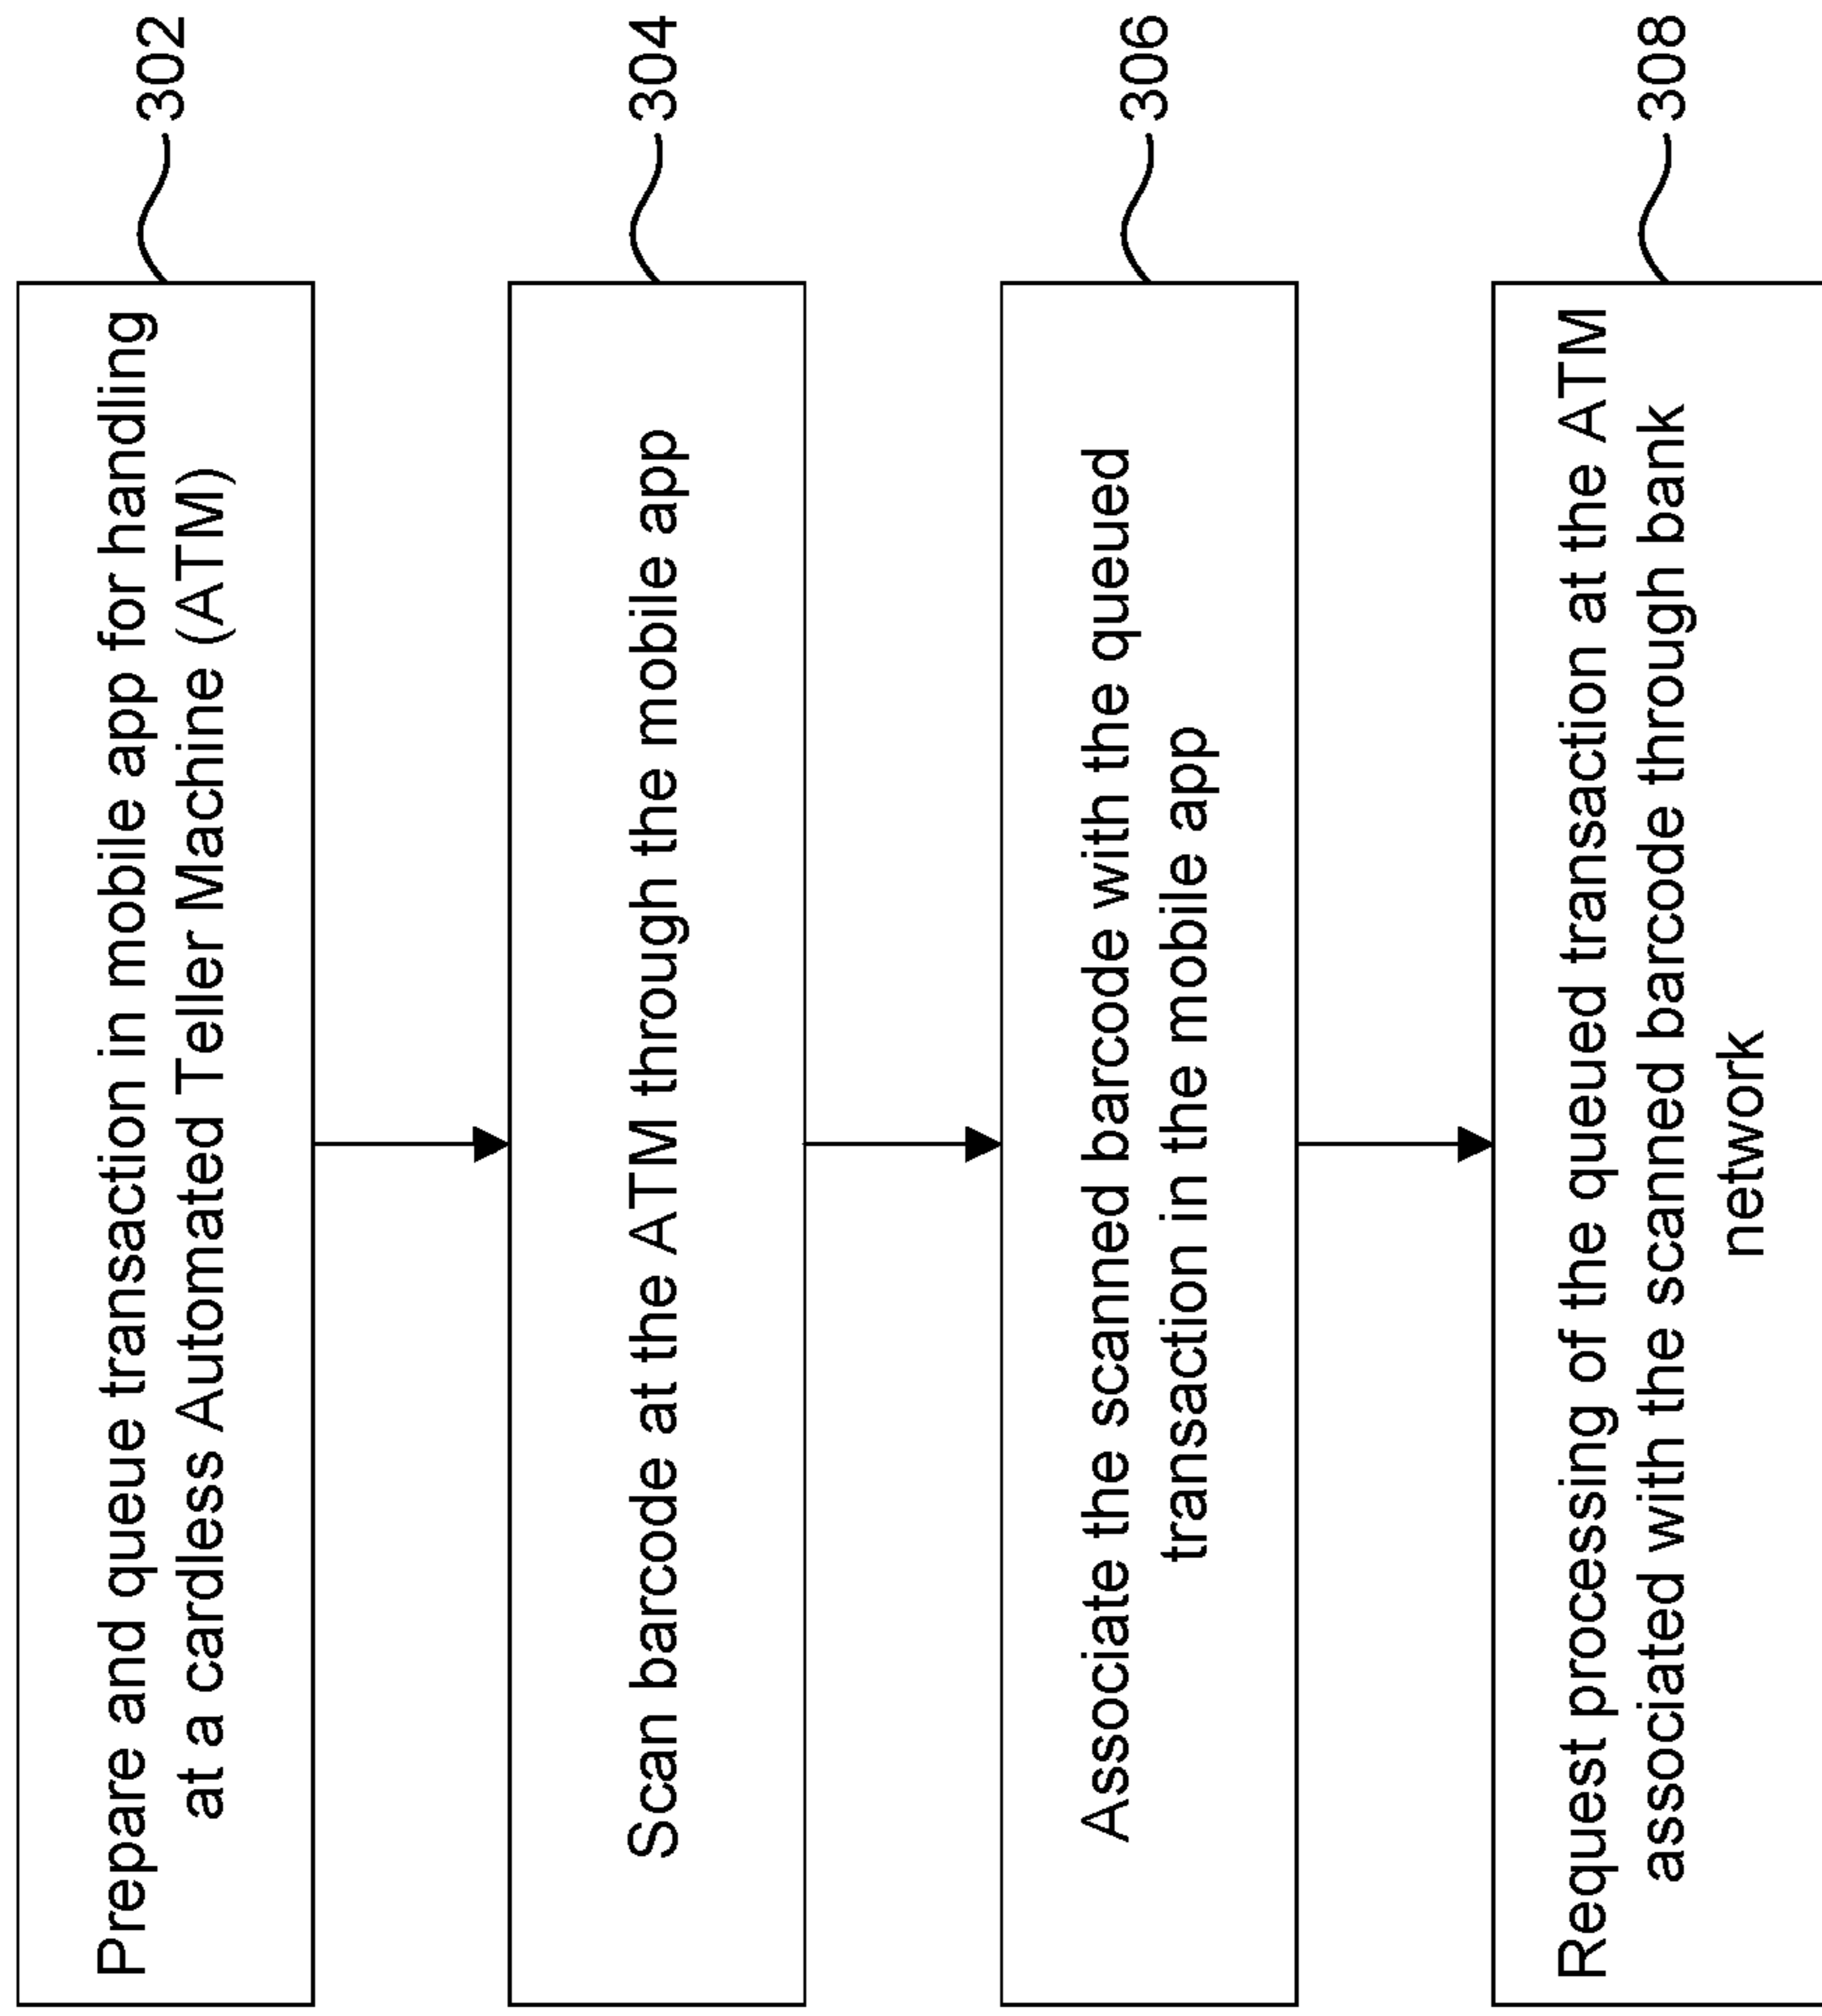 Prepare and queue transaction in mobile app for handling
at a cardless Automated Teller Machine (ATM)
302
Scan barcode at the ATM through the mobile app
304
Associate the scanned barcode with the queued
transaction in the mobile app
306
Request processing of the queued transaction at the ATM
associated with the scanned barcode through bank
network
308